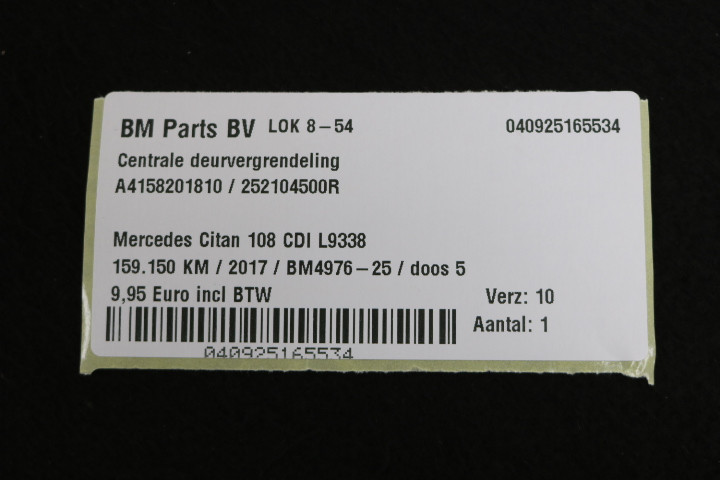 BM Parts BV LOK 8-54 040925165534
Centrale deurvergrendeling
A4158201810 / 252104500R
Mercedes Citan 108 CDI L9338
159.150 KM / 2017 / BM4976-25 / doos 5
9,95 Euro incl BTW Verz: 10
Aantal: 1
040925165534